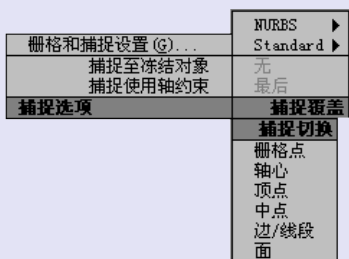 NURBS
栅格和捕捉设置(G)...
Standard
捕捉至冻结对象
无
捕捉使用轴约束
最后
捕捉选项
捕捉覆盖
捕捉切换
栅格点
轴心
顶点
中点
边/线段
面